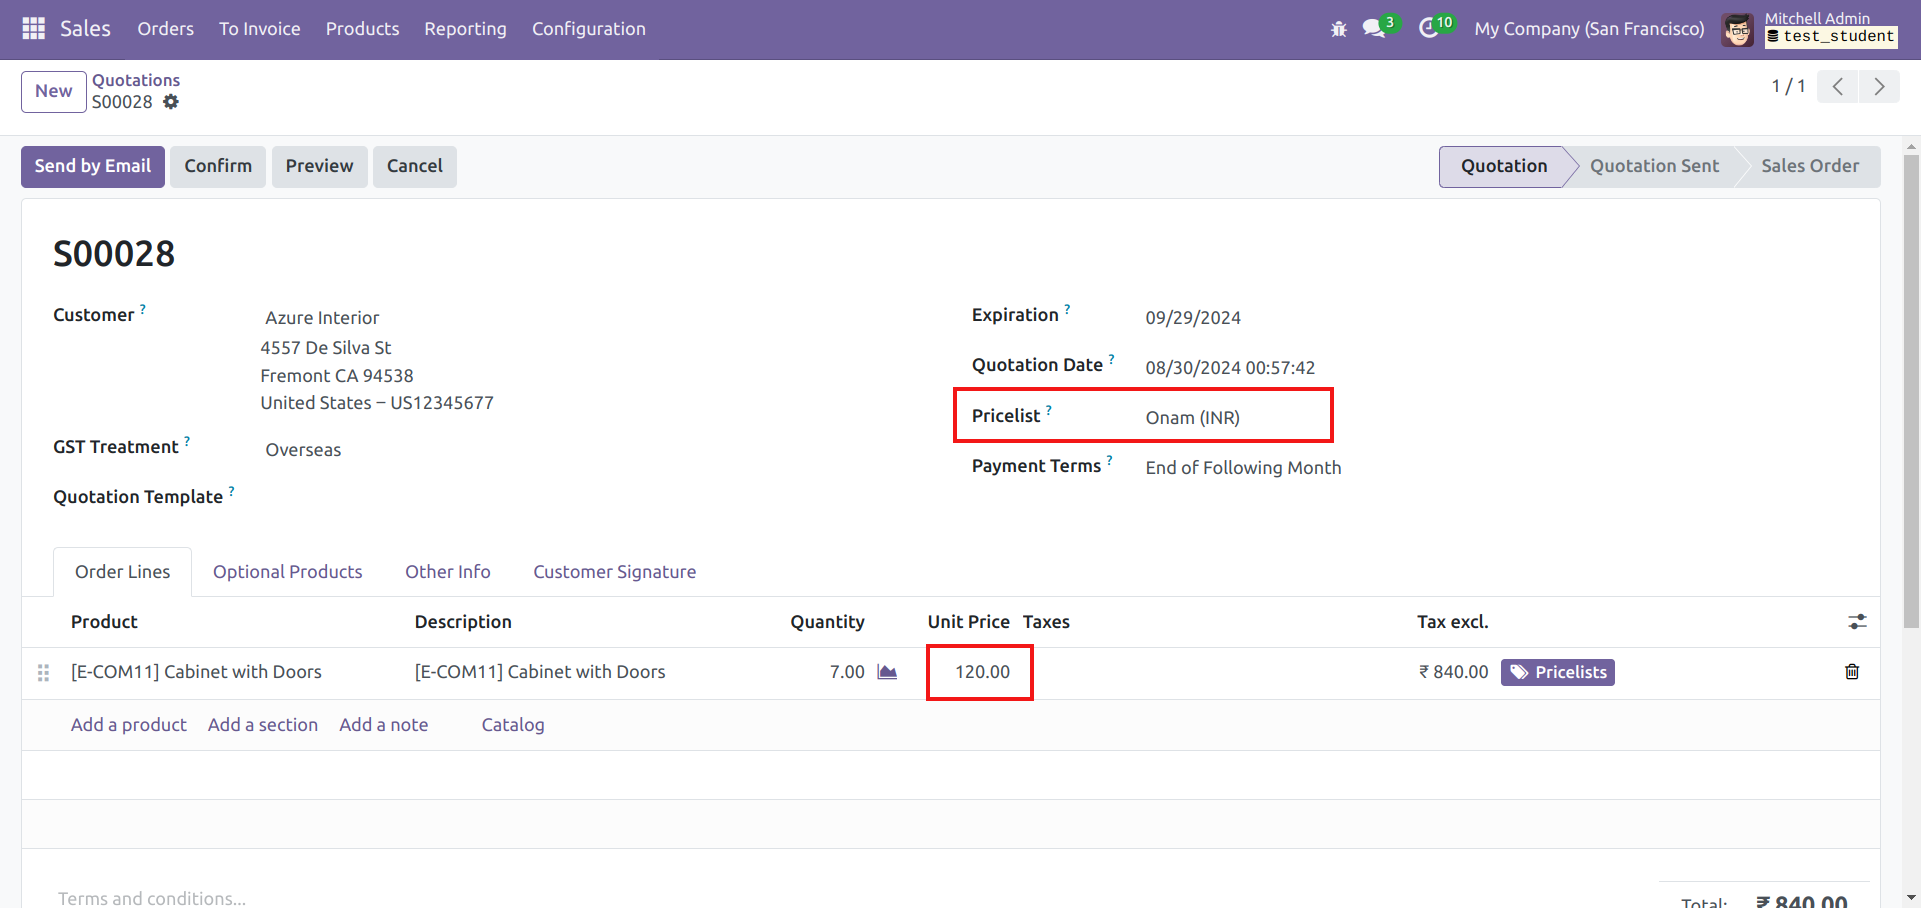 Sales Orders To Invoice Products Reporting Configuration 3 10 My Company (San Francisco) Mitchell Admin
test_student
New Quotations 1 / 1
S00028
Send by Email Confirm Preview Cancel Quotation Quotation Sent Sales Order
S00028
Customer ? Azure Interior
4557 De Silva St
Fremont CA 94538
United States – US12345677
GST Treatment ? Overseas
Quotation Template ?
Expiration ? 09/29/2024
Quotation Date ? 08/30/2024 00:57:42
Pricelist ? Onam (INR)
Payment Terms ? End of Following Month
Order Lines Optional Products Other Info Customer Signature
Product Description Quantity Unit Price Taxes Tax excl.
[E-COM11] Cabinet with Doors [E-COM11] Cabinet with Doors 7.00 120.00 ₹ 840.00 Pricelists
Add a product Add a section Add a note Catalog
Terms and conditions...
Total: ₹ 840.00